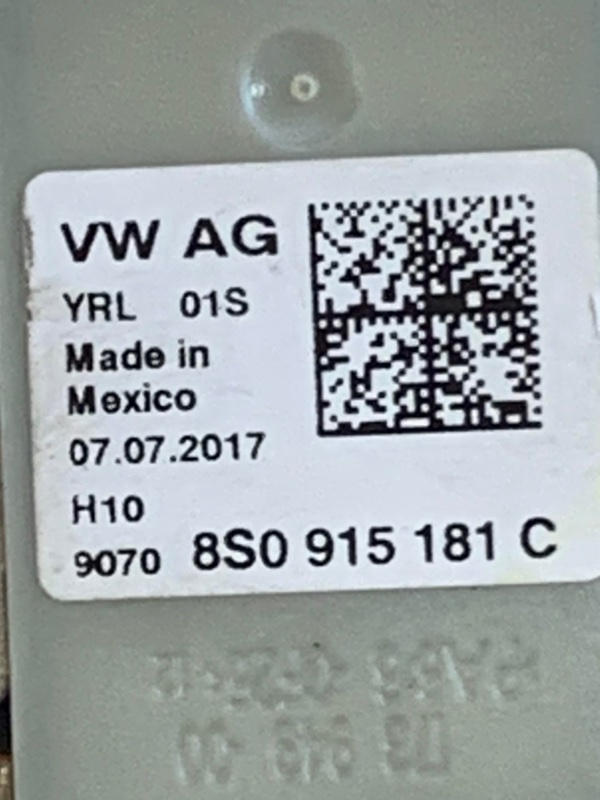 VW AG
YRL 01S
Made in
Mexico
07.07.2017
H10
9070 8S0 915 181 C